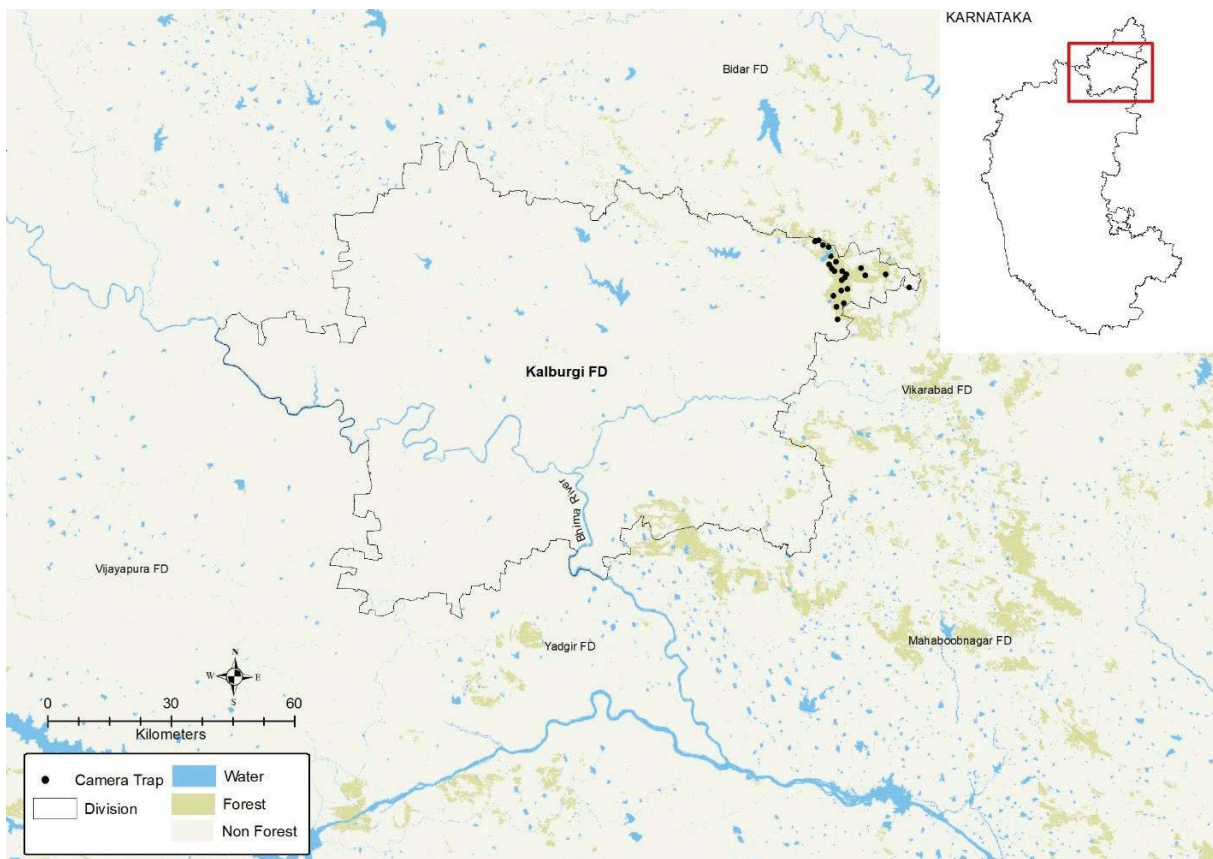 KARNATAKA
Bidar FD
Kalburgi FD
Vikarabad FD
Bhima River
Vijayapura FD
Yadgir FD
Mahaboobnagar FD
N
W E
S
0 30 60
Kilometers
Camera Trap
Division
Water
Forest
Non Forest